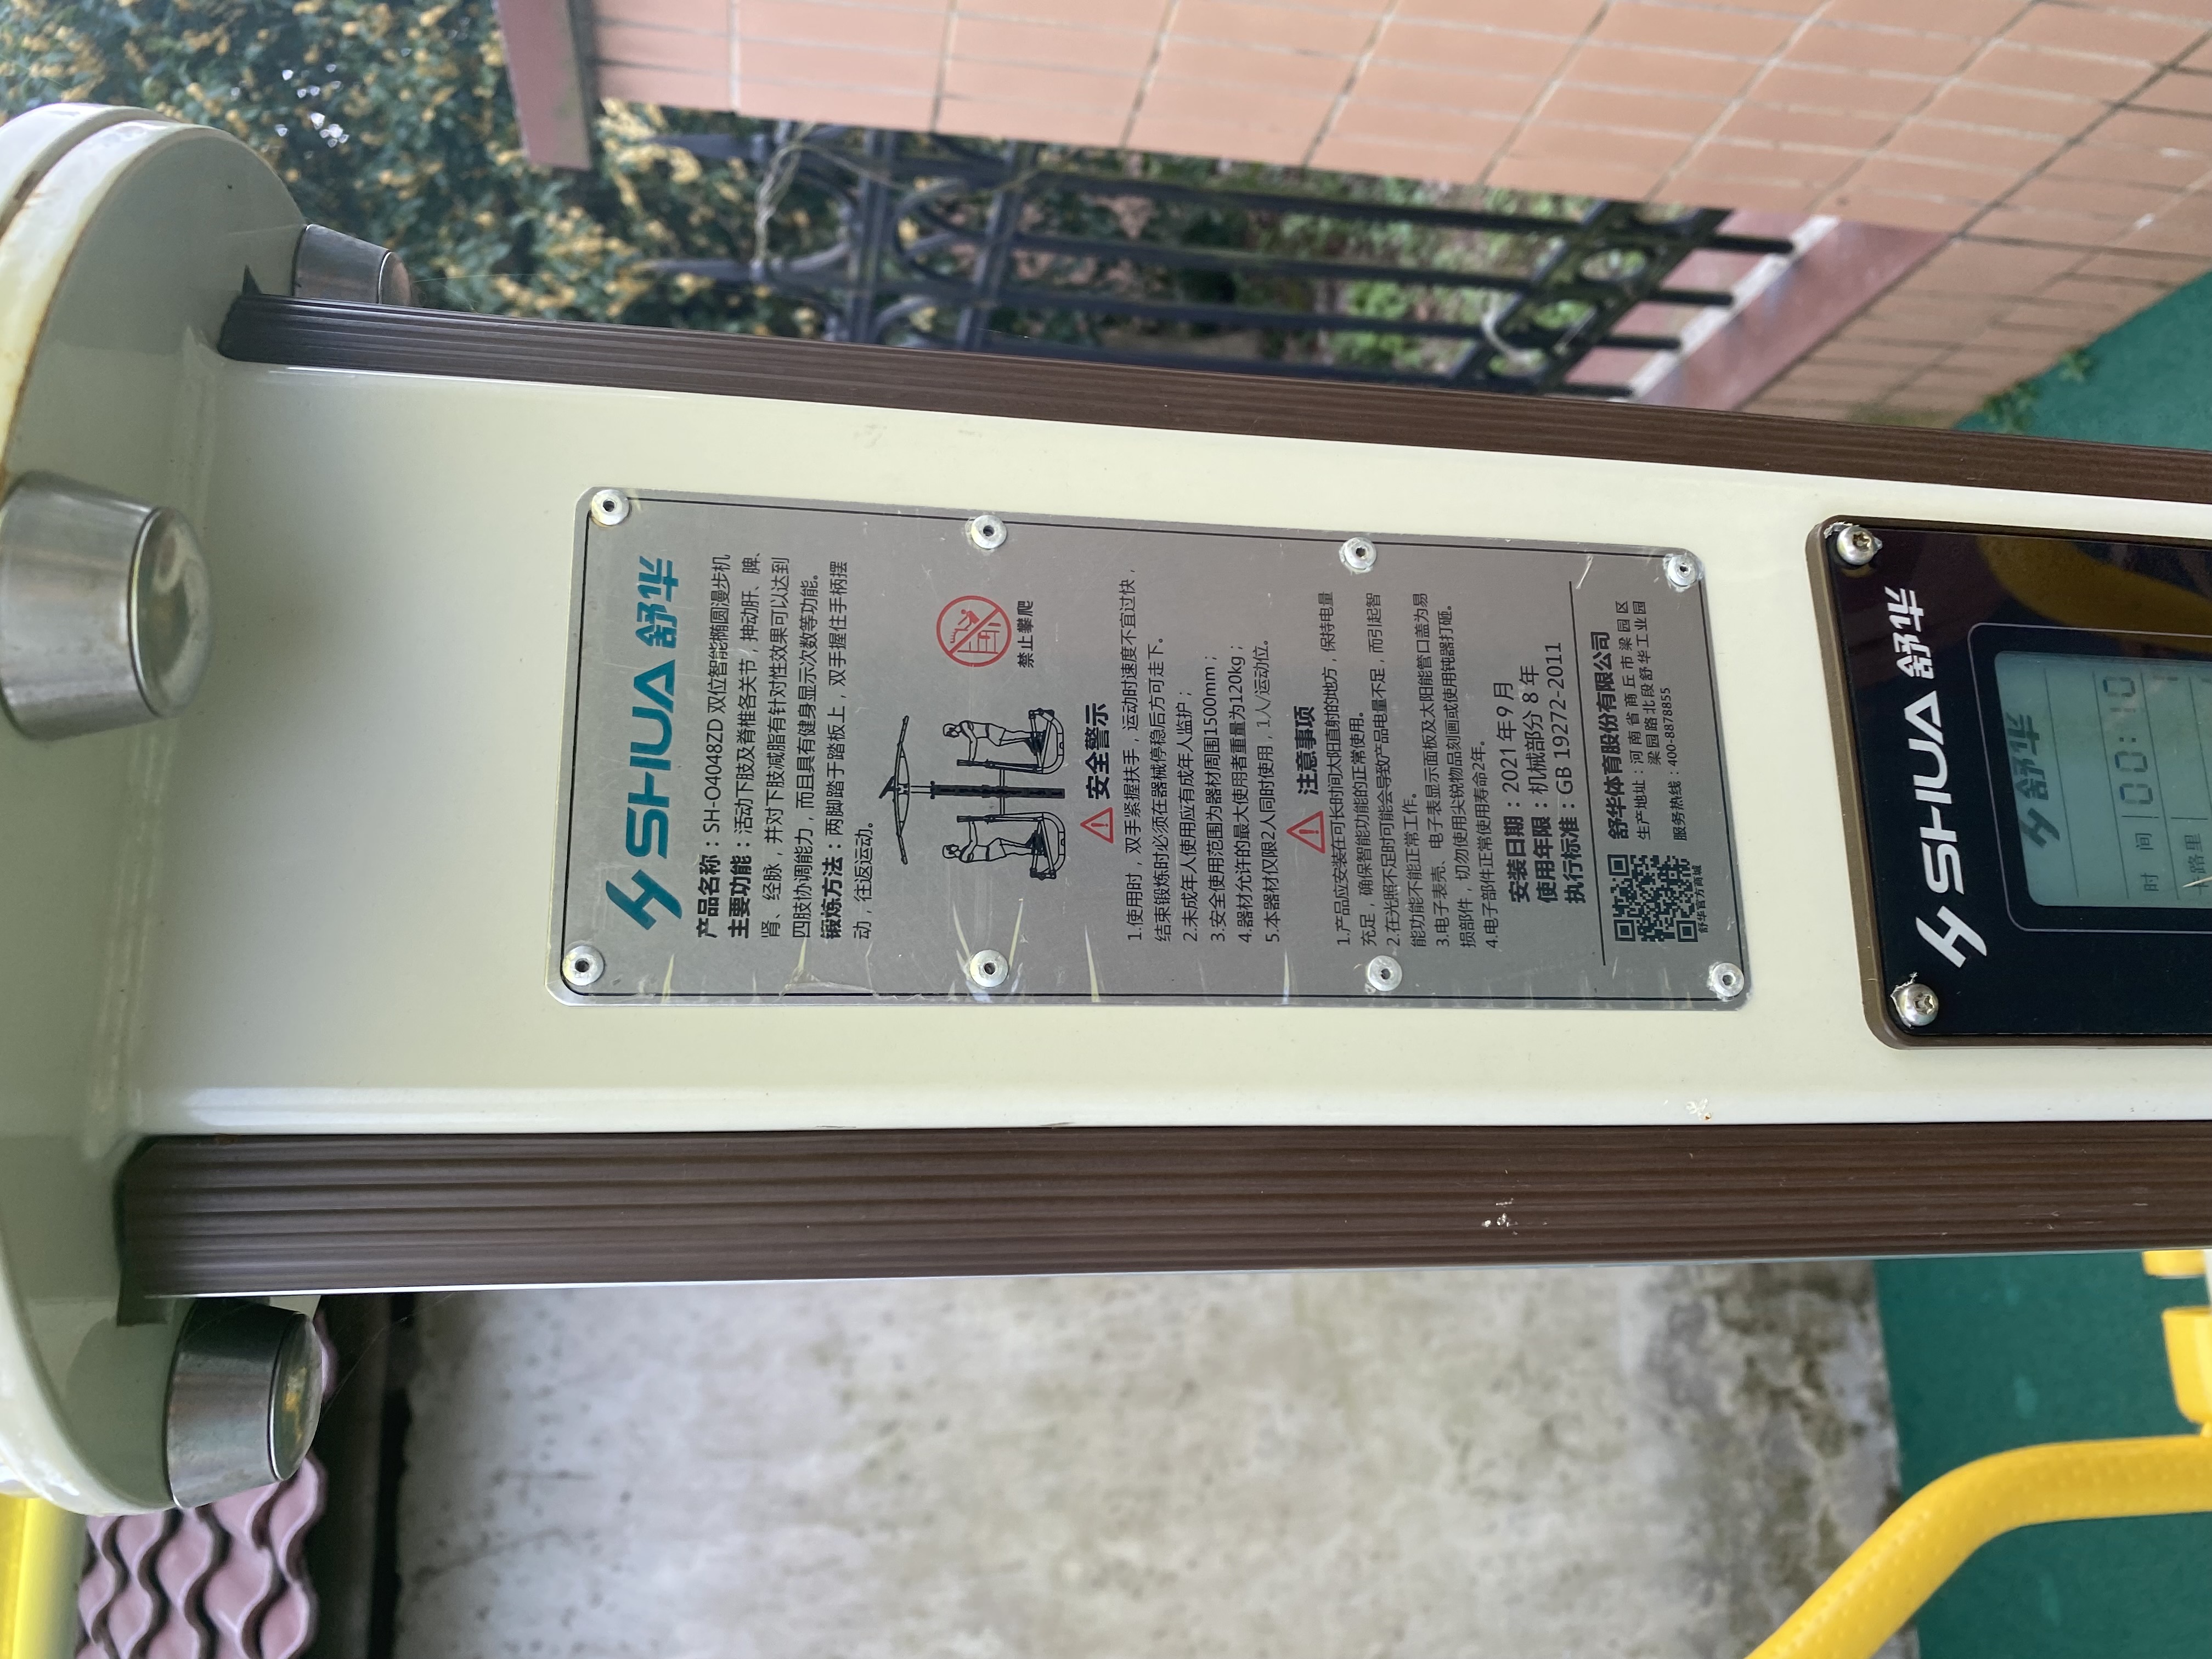 SHUA 舒华
产品名称：SH-O4048ZD 双位智能椭圆漫步机
主要功能：活动下肢及脊椎各关节，抻动肝、脾、
肾、经脉，并对下肢减脂有针对性效果可以达到
四肢协调能力，而且具有健身显示次数等功能。
锻炼方法：两脚踏于踏板上，双手握住手柄摆
动，往返运动。
禁止攀爬
安全警示
1.使用时，双手紧握扶手，运动时速度不宜过快，
结束锻炼时必须在器械停稳后方可走下。
2.未成年人使用应有成年人监护；
3.安全使用范围为器材周围1500mm；
4.器材允许的最大使用者重量为120kg；
5.本器材仅限2人同时使用，1人/运动位。
注意事项
1.产品应安装在可长时间太阳直射的地方，保持电量
充足，确保智能功能的正常使用。
2.在光照不足时可能会导致产品电量不足，而引起智
能功能不能正常工作。
3.电子表壳、电子表显示面板及太阳能管口盖为易
损部件，切勿使用尖锐物品刻画或使用钝器打砸。
4.电子部件正常使用寿命2年。
安装日期：2021 年 9 月
使用年限：机械部分 8 年
执行标准：GB 19272-2011
舒华体育股份有限公司
生产地址：河南省商丘市梁园区
梁园路北段舒华工业园
服务热线：400-8878855
舒华官方商城
SHUA 舒华
舒华
时 间 00:10
路里